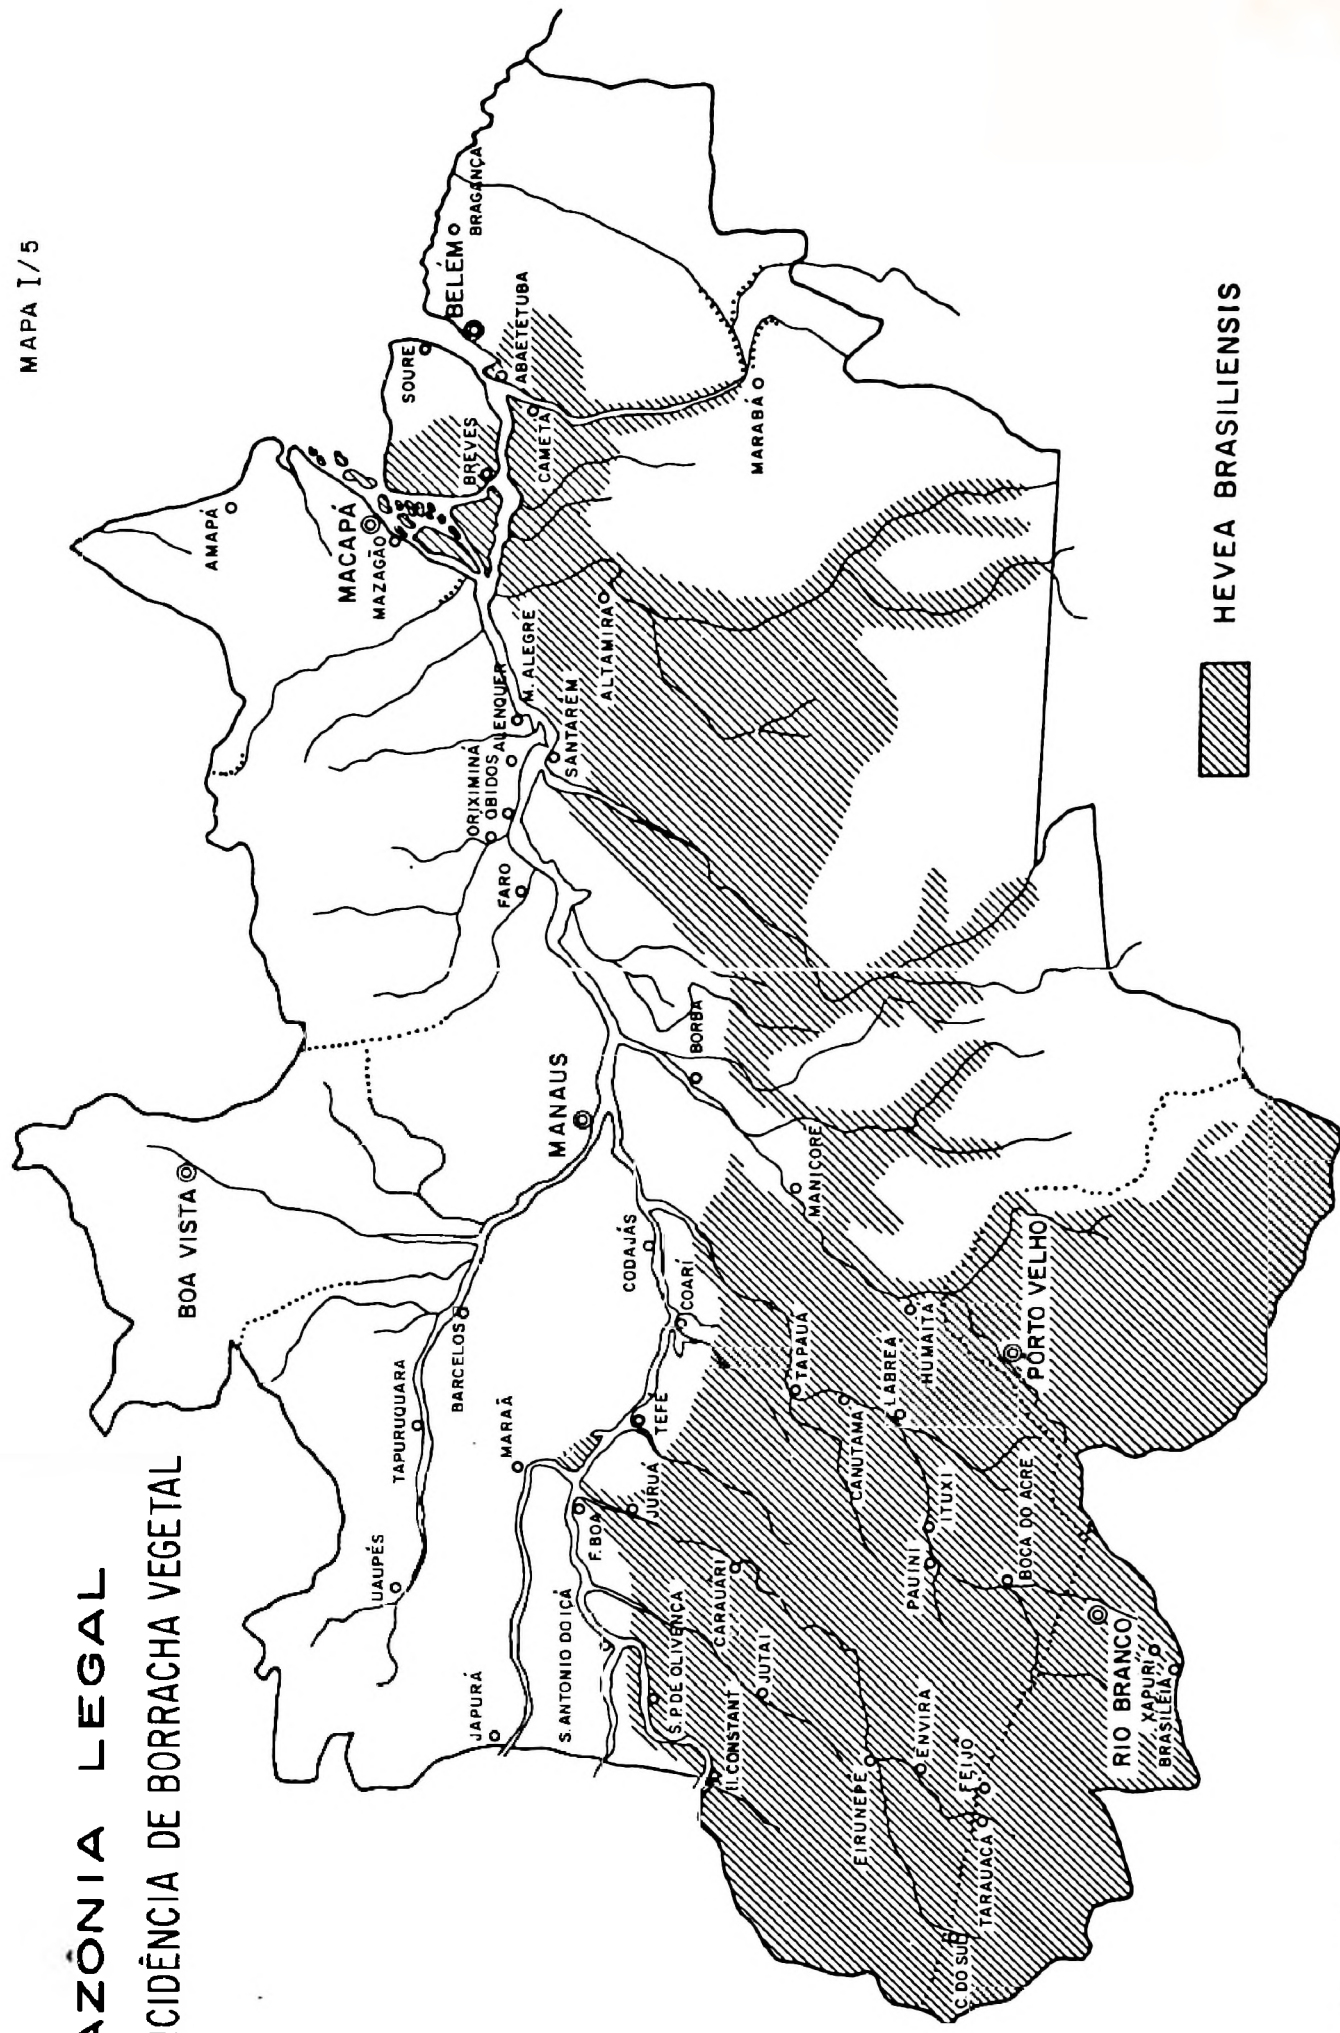 MAPA I/5
AZÔNIA LEGAL
CIDÊNCIA DE BORRACHA VEGETAL
BOA VISTA
AMAPÁ
MACAPÁ
MAZAGÃO
SOURE
BELÉM
BRAGANÇA
ABAETÉTUBA
BREVES
CAMETÁ
MARABÁ
UAUPÉS
TAPURUQUARA
BARCELOS
MANAUS
FARO
ORIXIMINÁ
ÓBIDOS
ALENQUER
M. ALEGRE
SANTARÉM
ALTAMIRA
JAPURÁ
MARAÃ
S. ANTONIO DO IÇÁ
F. BOA
JURUÁ
TEFÉ
COARÍ
CODAJÁS
BORBA
MANICORÉ
S.P. DE OLIVENÇA
B. CONSTANT
CARAUARI
JUTAÍ
TAPAUÁ
CANUTAMA
LÁBREA
HUMAITÁ
PORTO VELHO
EIRUNEPÉ
ENVIRA
PAUINI
ITUXI
BOCA DO ACRE
FEIJÓ
TARAUACÁ
C. DO SUL
RIO BRANCO
XAPURI
BRASILÉIA
HEVEA BRASILIENSIS